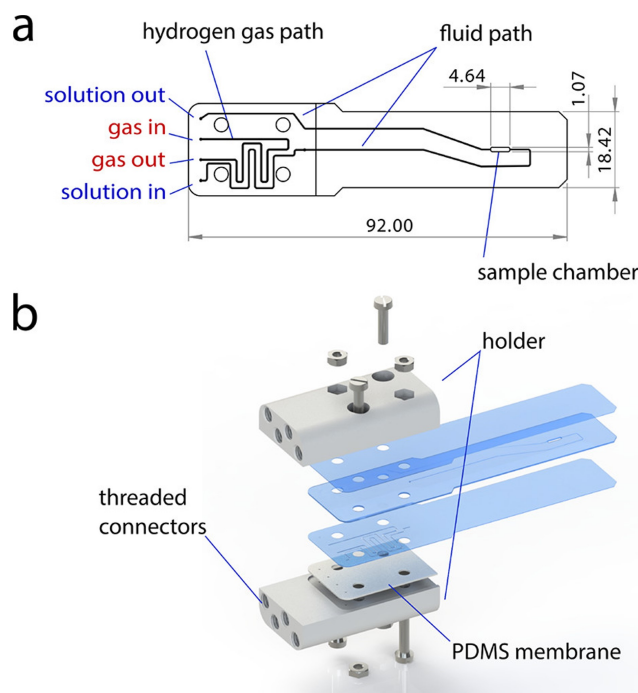 a
hydrogen gas path
fluid path
4.64
1.07
solution out
gas in
gas out
solution in
18.42
92.00
sample chamber
b
holder
threaded
connectors
PDMS membrane